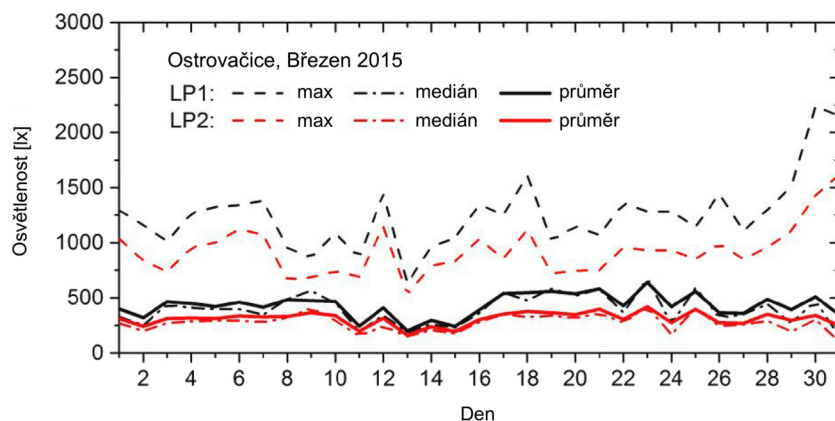 3000
2500
2000
1500
1000
500
0
Osvětlenost [lx]
Ostrovačice, Březen 2015
LP1: max medián průměr
LP2: max medián průměr
2 4 6 8 10 12 14 16 18 20 22 24 26 28 30
Den